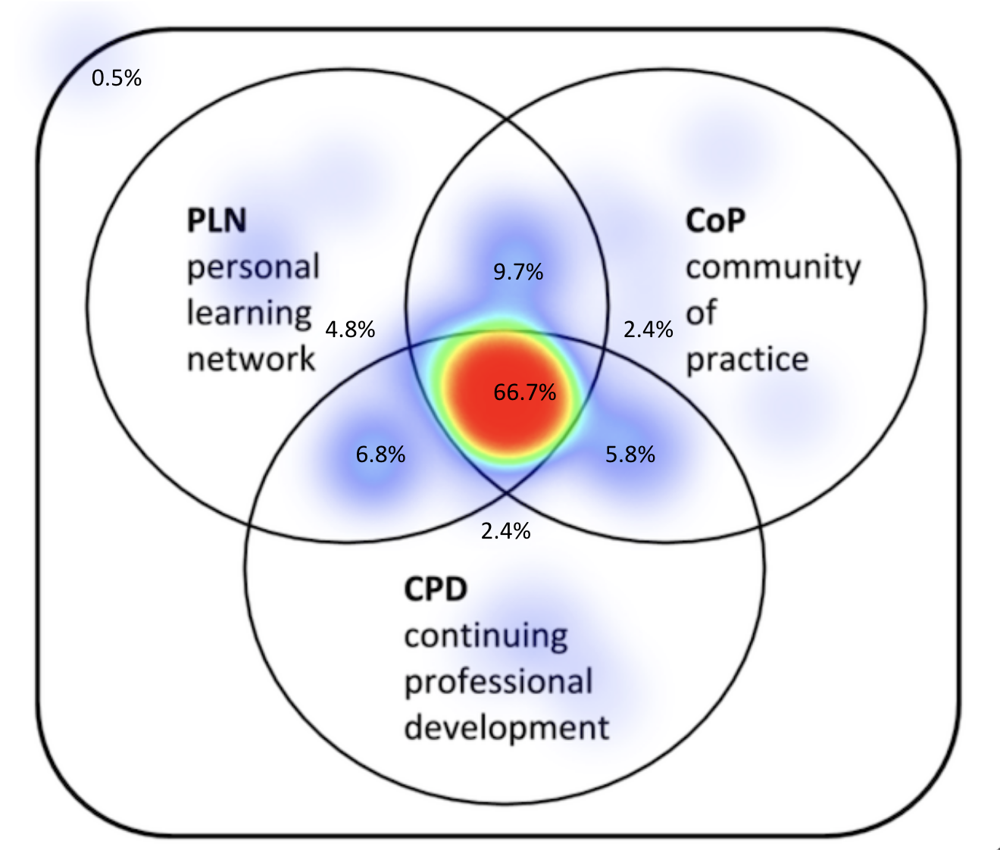 0.5%
PLN
personal
learning
network
4.8%
9.7%
CoP
community
of
practice
2.4%
66.7%
6.8%
5.8%
2.4%
CPD
continuing
professional
development